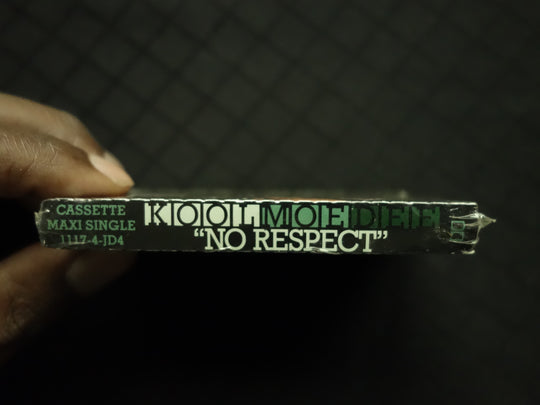 CASSETTE
MAXI SINGLE
1117-4-JD4
KOOL MOE DEE
“NO RESPECT”